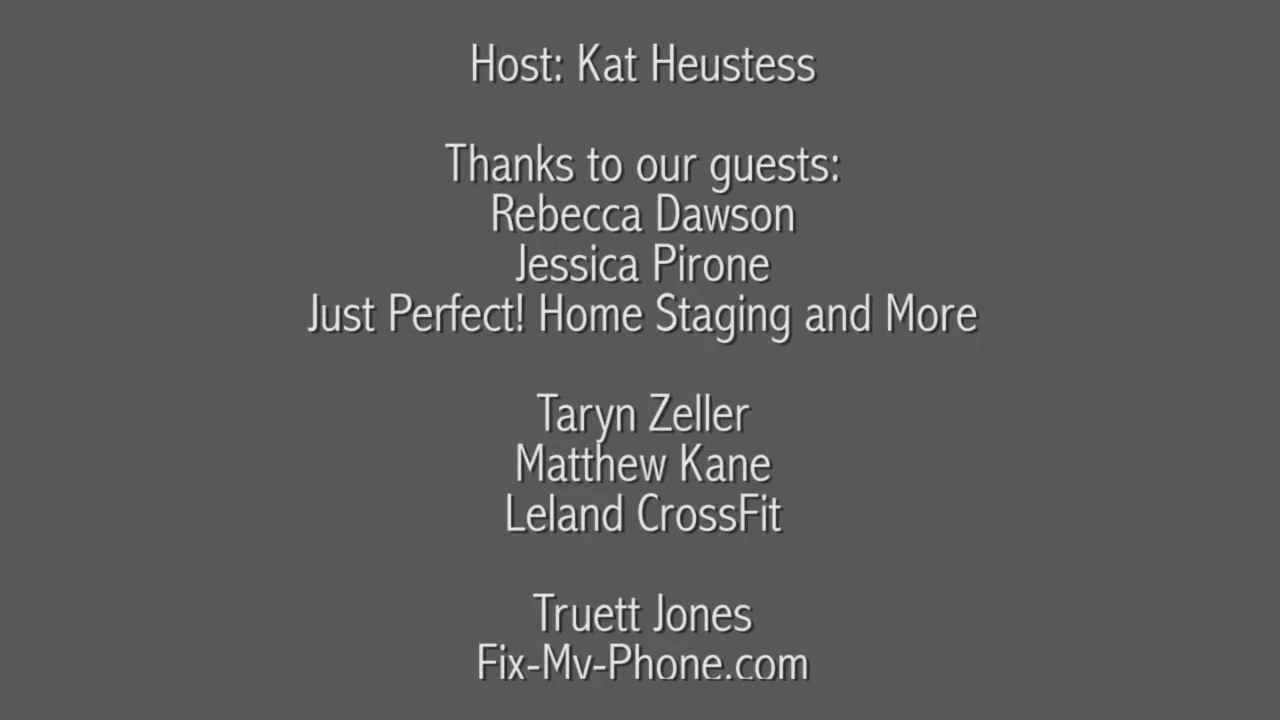 Host: Kat Heustess
Thanks to our guests:
Rebecca Dawson
Jessica Pirone
Just Perfect! Home Staging and More
Taryn Zeller
Matthew Kane
Leland CrossFit
Truett Jones
Fix-My-Phone.com